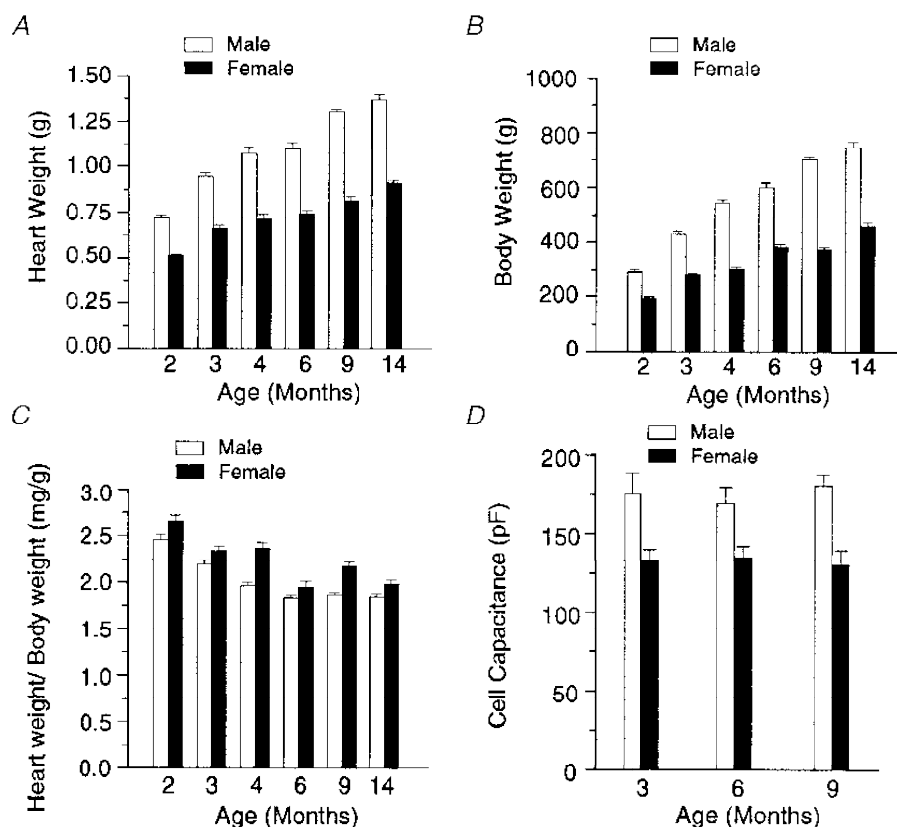 A
Male
Female
Heart Weight (g)
1.50
1.25
1.00
0.75
0.50
0.25
0.00
2 3 4 6 9 14
Age (Months)
B
Male
Female
Body Weight (g)
1000
800
600
400
200
0
2 3 4 6 9 14
Age (Months)
C
Male
Female
Heart weight/ Body weight (mg/g)
3.0
2.5
2.0
1.5
1.0
0.5
0.0
2 3 4 6 9 14
Age (Months)
D
Male
Female
Cell Capacitance (pF)
200
150
100
50
0
3 6 9
Age (Months)